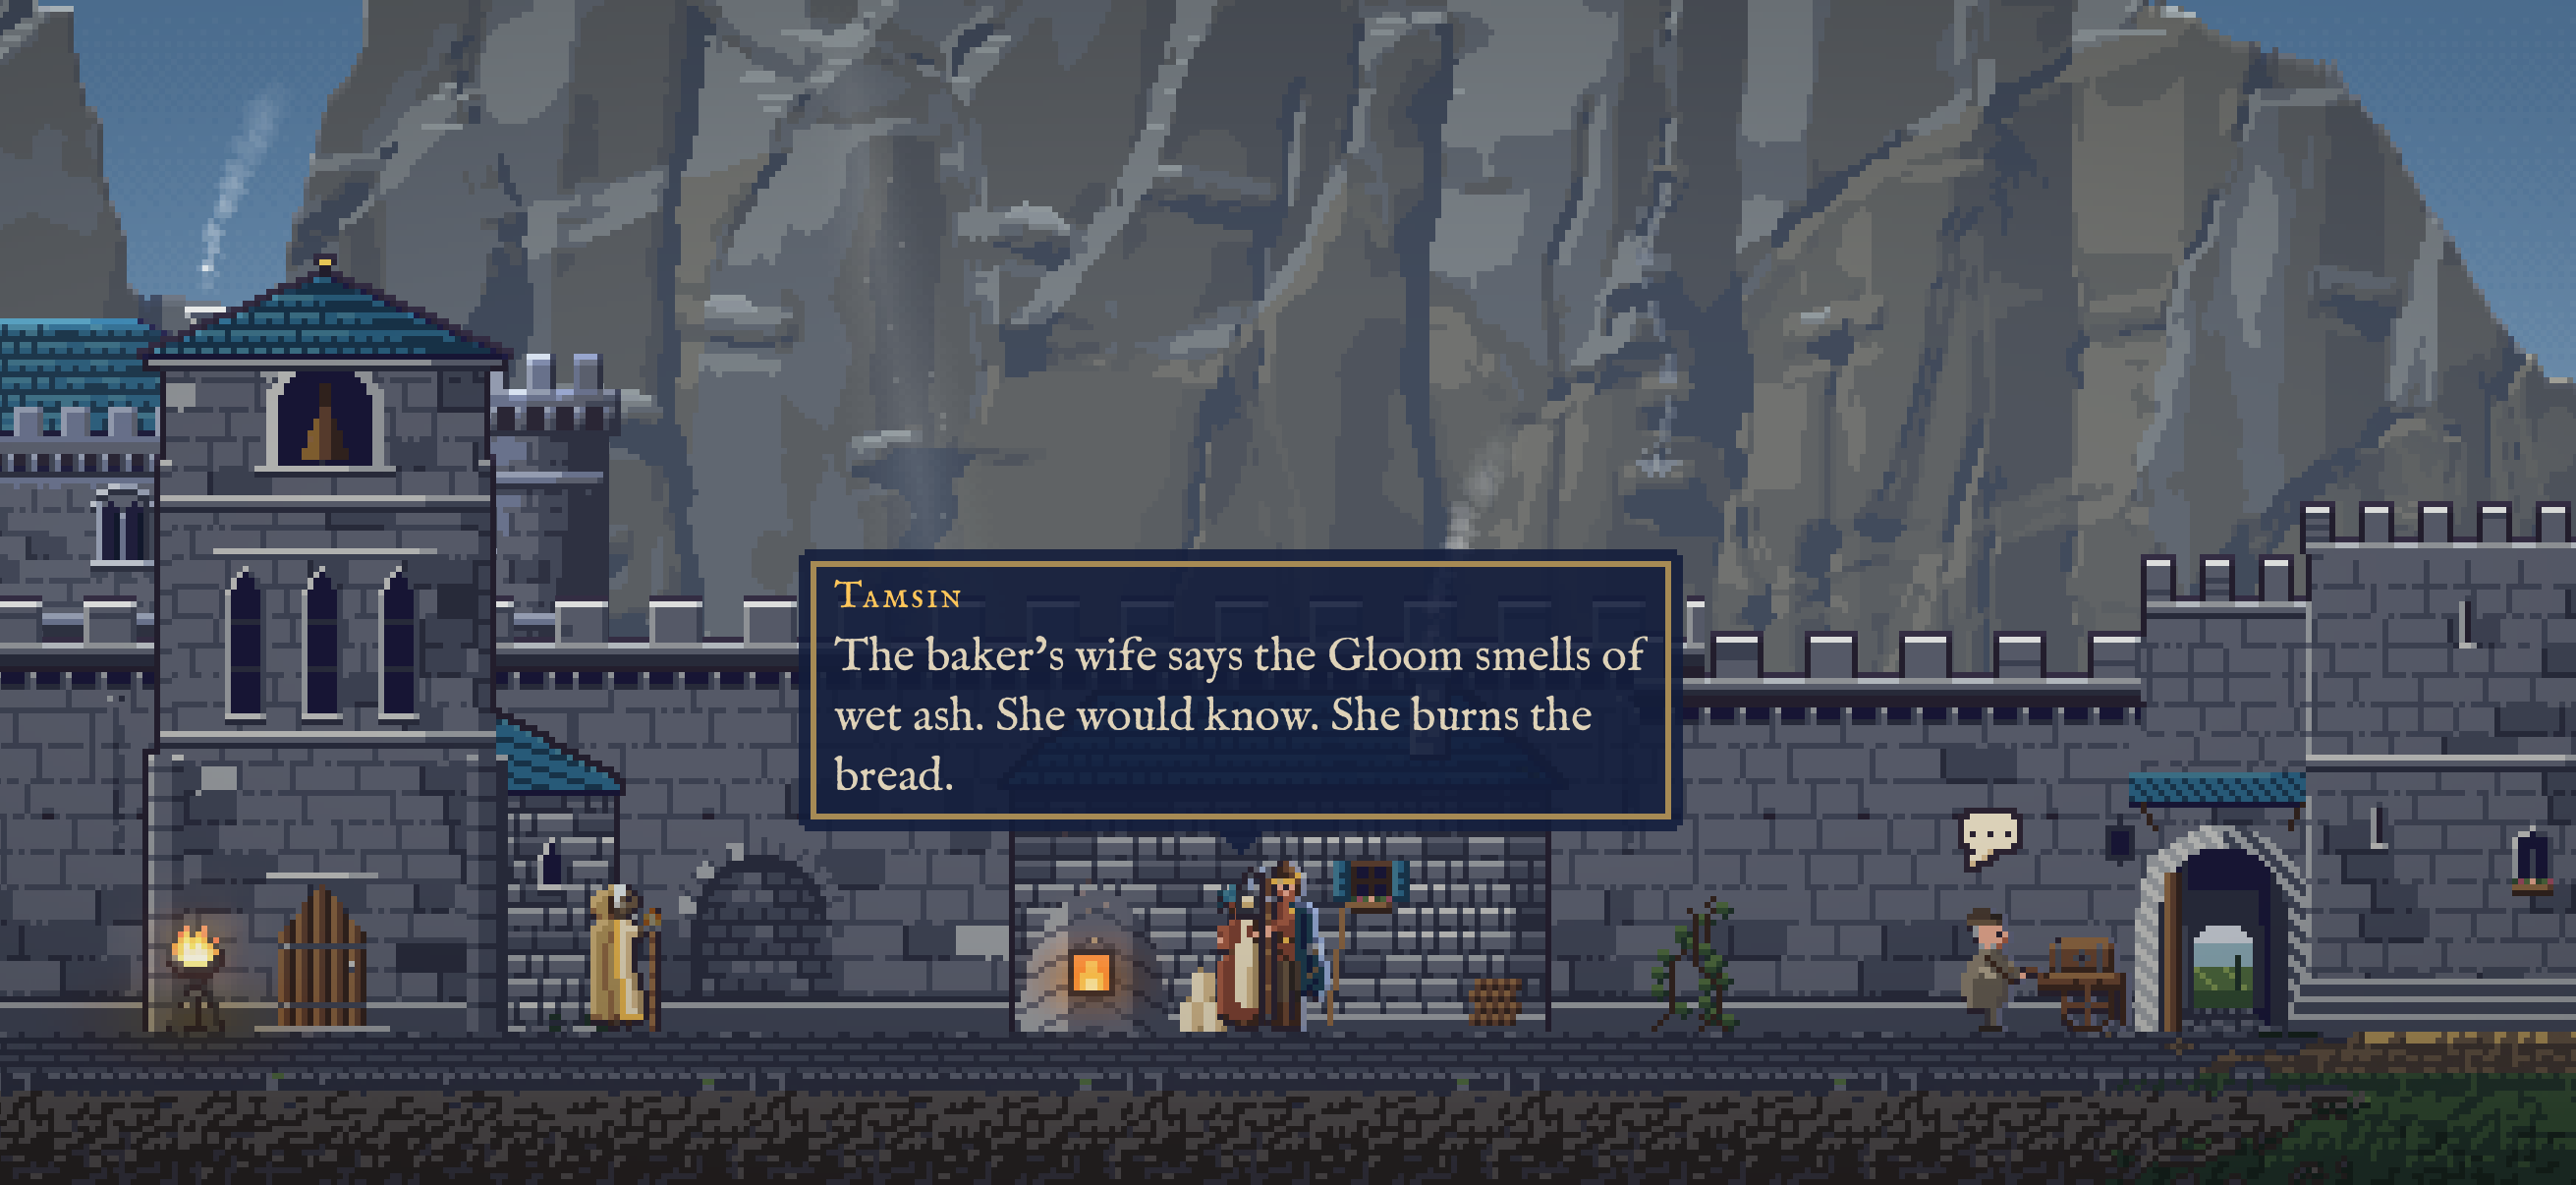 Tamsin
The baker’s wife says the Gloom smells of
wet ash. She would know. She burns the
bread.